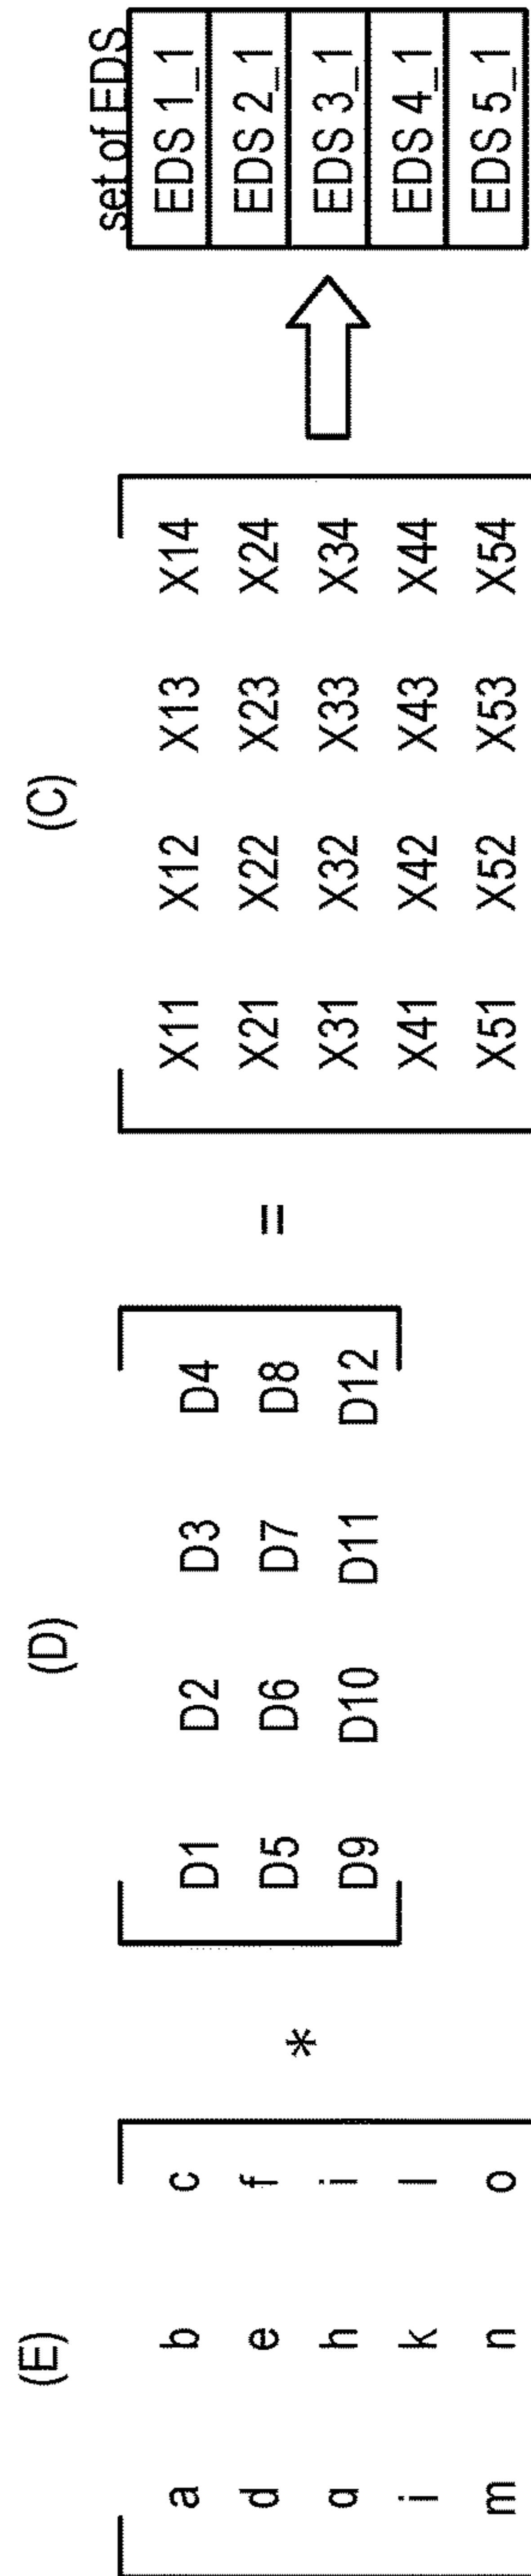 (E)
a b c
d e f
g h i
j k l
m n o
*
(D)
D1 D2 D3 D4
D5 D6 D7 D8
D9 D10 D11 D12
=
(C)
X11 X12 X13 X14
X21 X22 X23 X24
X31 X32 X33 X34
X41 X42 X43 X44
X51 X52 X53 X54
set of EDS
EDS 1_1
EDS 2_1
EDS 3_1
EDS 4_1
EDS 5_1